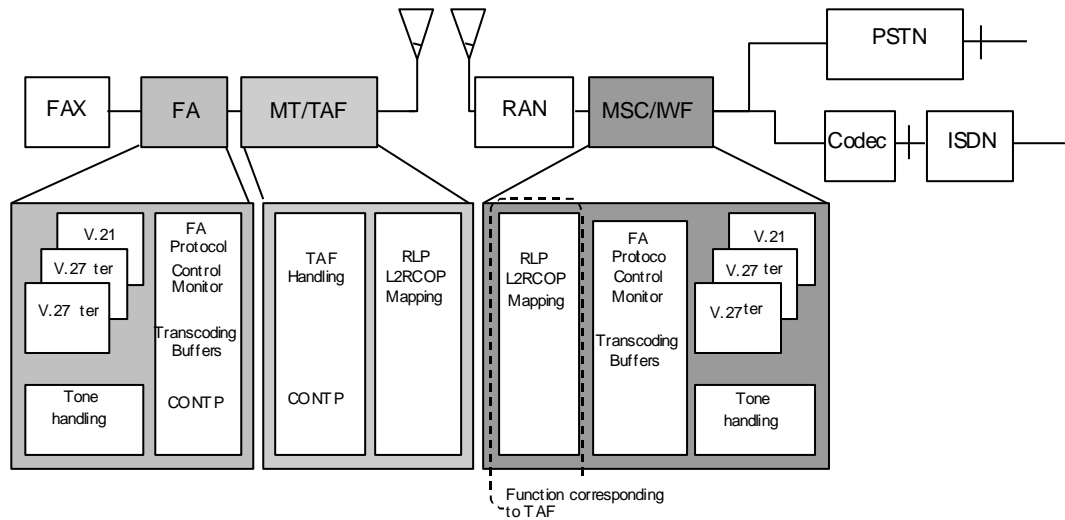 PSTN
FAX
FA
MT/TAF
RAN
MSC/IWF
Codec
ISDN
V.21
V.27 ter
V.27 ter
Tone
handling
FA
Protocol
Control
Monitor
Transcoding
Buffers
CONTP
TAF
Handling
CONTP
RLP
L2RCOP
Mapping
RLP
L2RCOP
Mapping
FA
Protoco
Control
Monitor
Transcoding
Buffers
V.21
V.27 ter
V.27 ter
Tone
handling
Function corresponding
to TAF